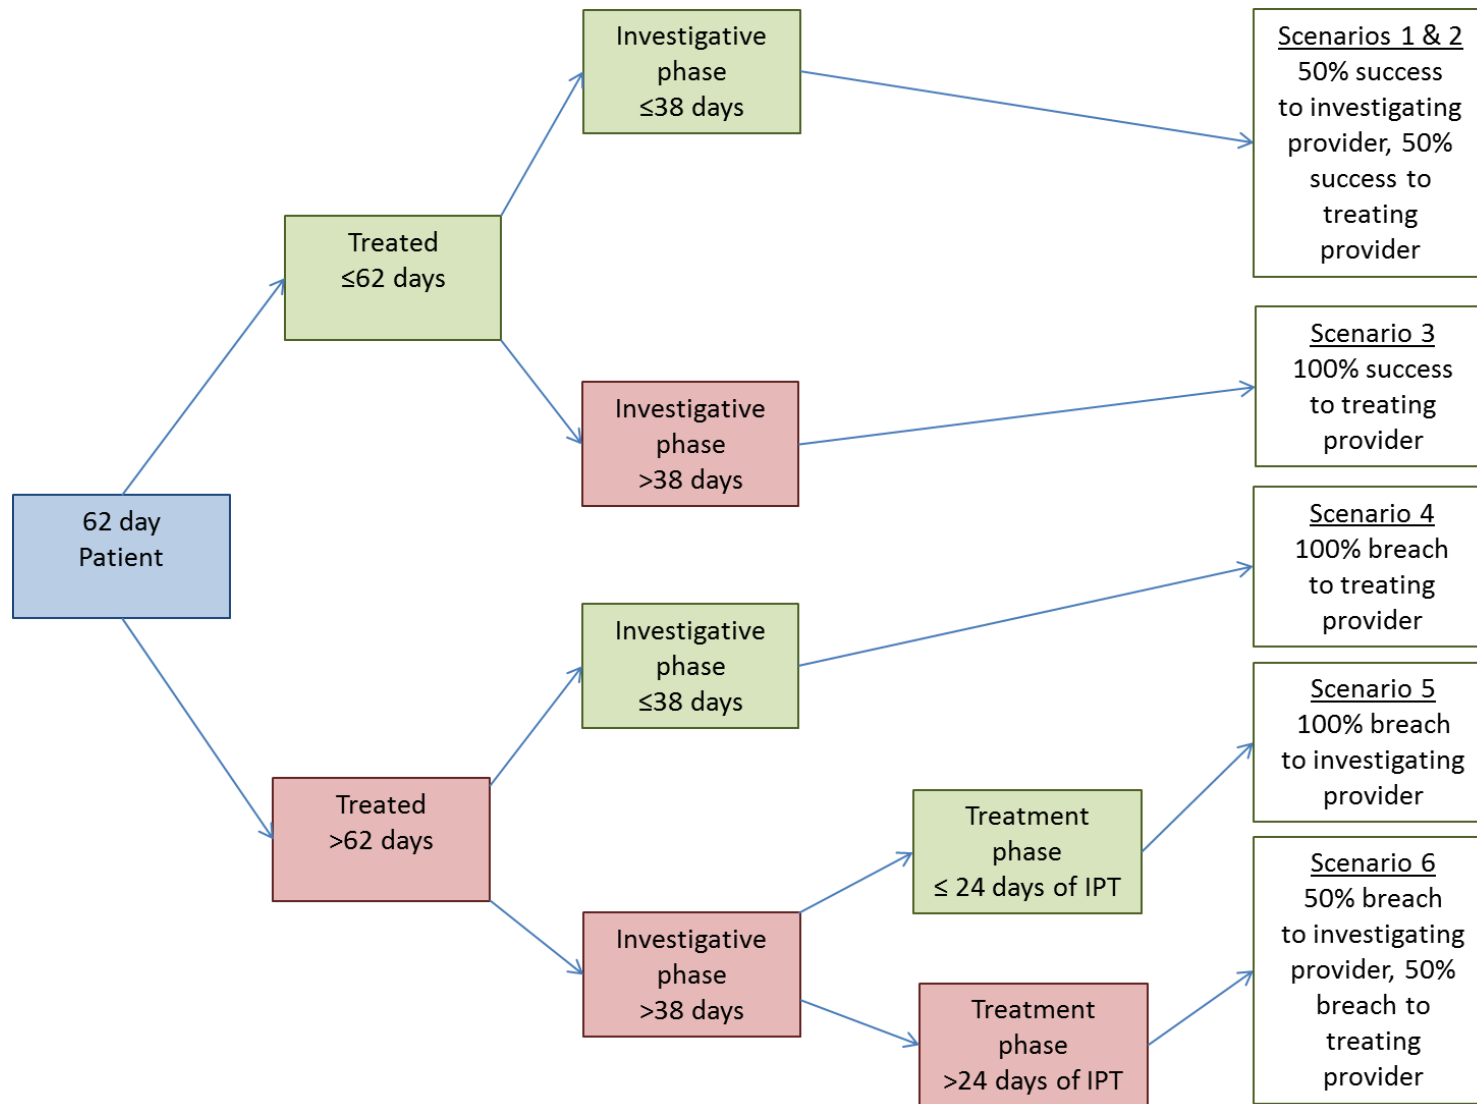 62 day
Patient
Treated
≤62 days
Treated
>62 days
Investigative
phase
≤38 days
Investigative
phase
>38 days
Investigative
phase
≤38 days
Investigative
phase
>38 days
Treatment
phase
≤ 24 days of IPT
Treatment
phase
>24 days of IPT
Scenarios 1 & 2
50% success
to investigating
provider, 50%
success to
treating
provider
Scenario 3
100% success
to treating
provider
Scenario 4
100% breach
to treating
provider
Scenario 5
100% breach
to investigating
provider
Scenario 6
50% breach
to investigating
provider, 50%
breach to
treating
provider